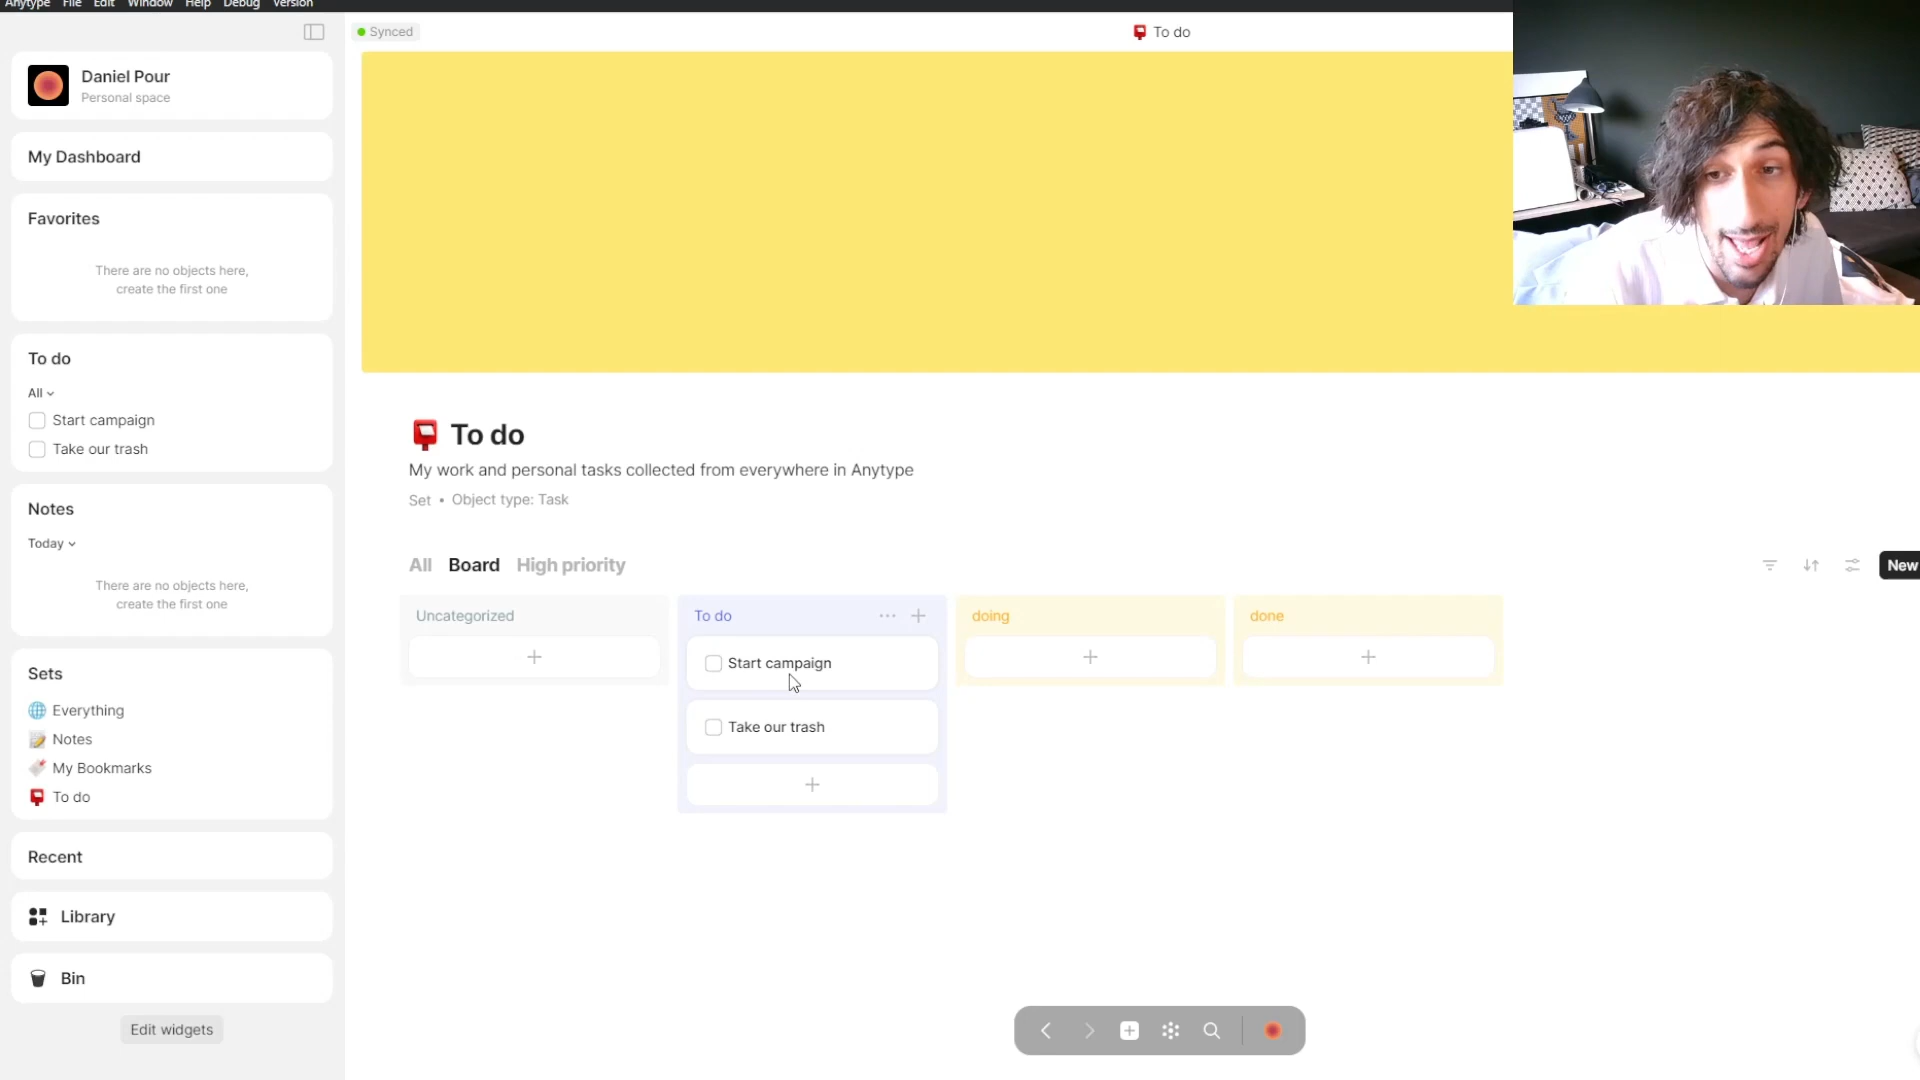 Anytype File Edit Window Help Debug Version
Synced
To do
Daniel Pour
Personal space
My Dashboard
Favorites
There are no objects here,
create the first one
To do
All
Start campaign
Take our trash
Notes
Today
There are no objects here,
create the first one
Sets
Everything
Notes
My Bookmarks
To do
Recent
Library
Bin
Edit widgets
To do
My work and personal tasks collected from everywhere in Anytype
Set • Object type: Task
All Board High priority
New
Uncategorized
To do
Start campaign
Take our trash
doing
done